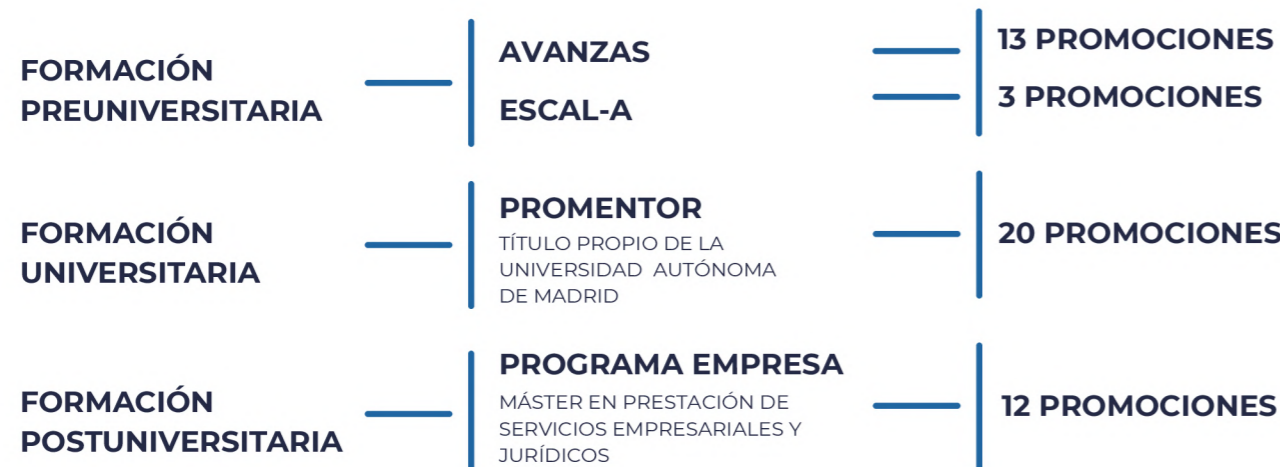 FORMACIÓN
PREUNIVERSITARIA
AVANZAS
ESCAL-A
13 PROMOCIONES
3 PROMOCIONES
FORMACIÓN
UNIVERSITARIA
PROMENTOR
TÍTULO PROPIO DE LA
UNIVERSIDAD AUTÓNOMA
DE MADRID
20 PROMOCIONES
FORMACIÓN
POSTUNIVERSITARIA
PROGRAMA EMPRESA
MÁSTER EN PRESTACIÓN DE
SERVICIOS EMPRESARIALES Y
JURÍDICOS
12 PROMOCIONES